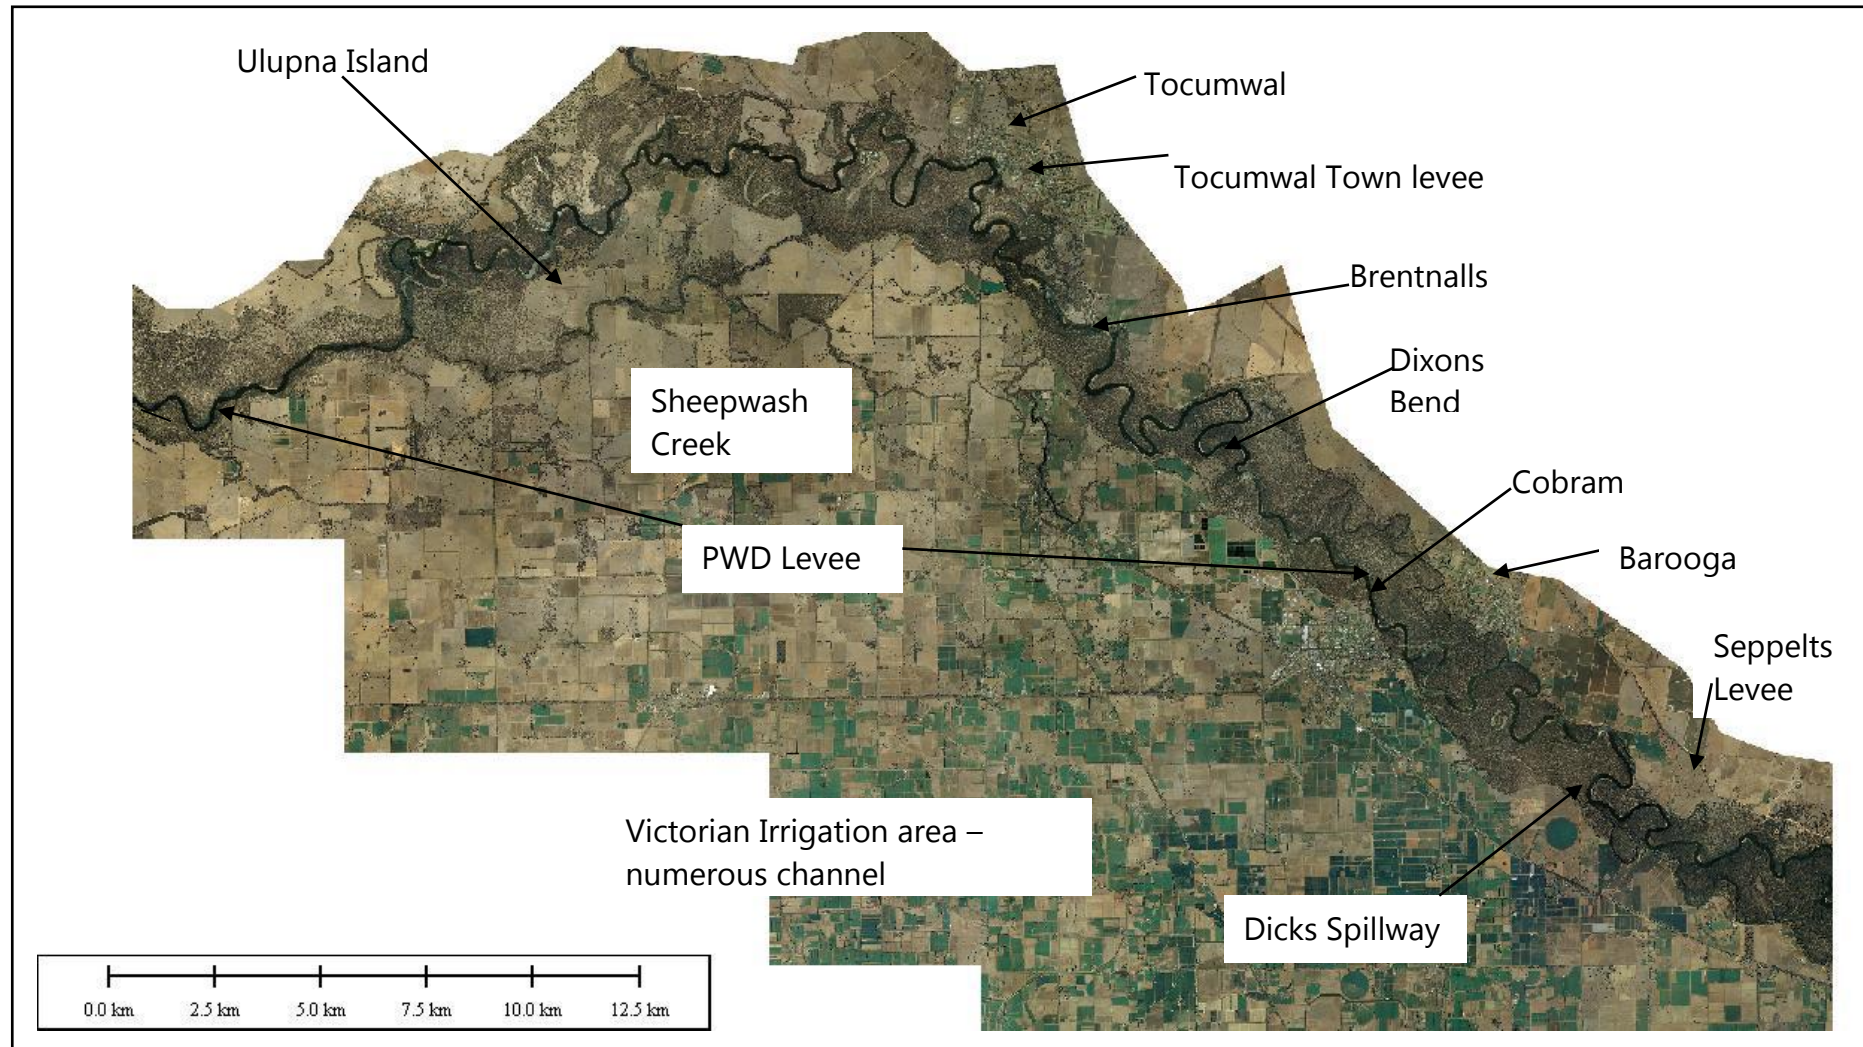 Ulupna Island
Tocumwal
Tocumwal Town levee
Brentnalls
Dixons
Bend
Sheepwash
Creek
Cobram
PWD Levee
Barooga
Seppelts
Levee
Victorian Irrigation area –
numerous channel
Dicks Spillway
0.0 km 2.5 km 5.0 km 7.5 km 10.0 km 12.5 km